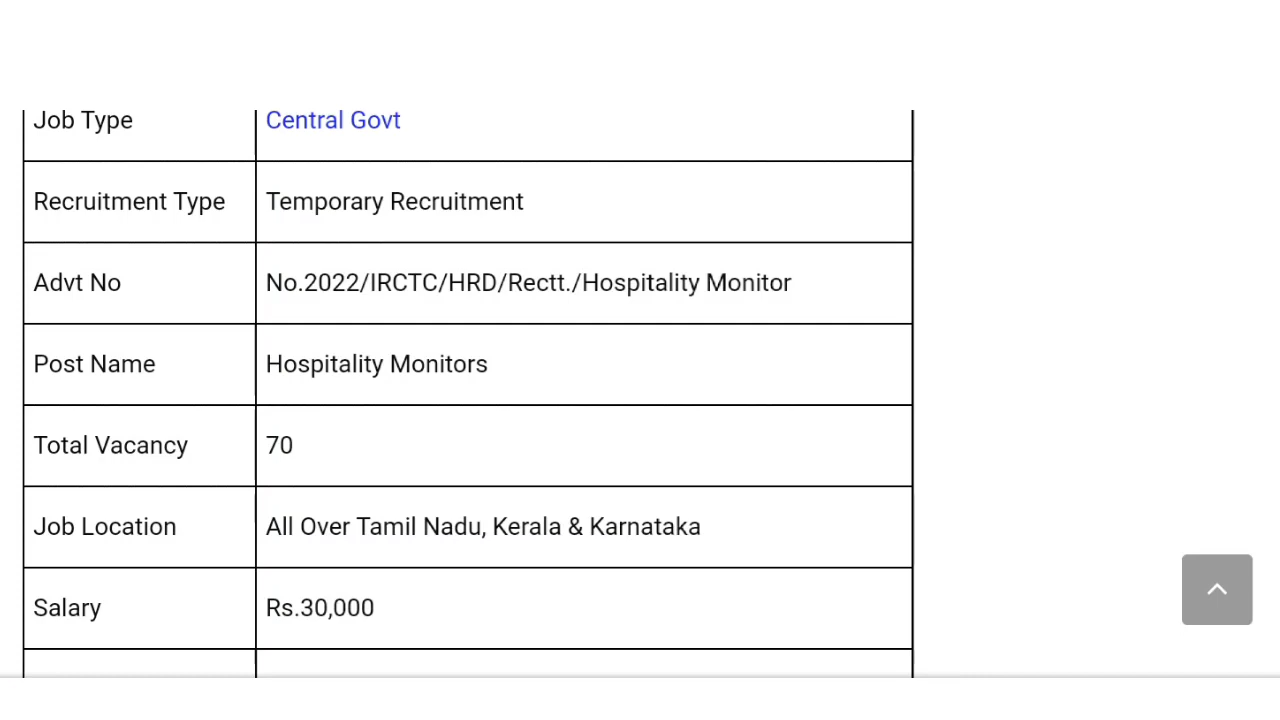 Job Type Central Govt
Recruitment Type Temporary Recruitment
Advt No No.2022/IRCTC/HRD/Rectt./Hospitality Monitor
Post Name Hospitality Monitors
Total Vacancy 70
Job Location All Over Tamil Nadu, Kerala & Karnataka
Salary Rs.30,000